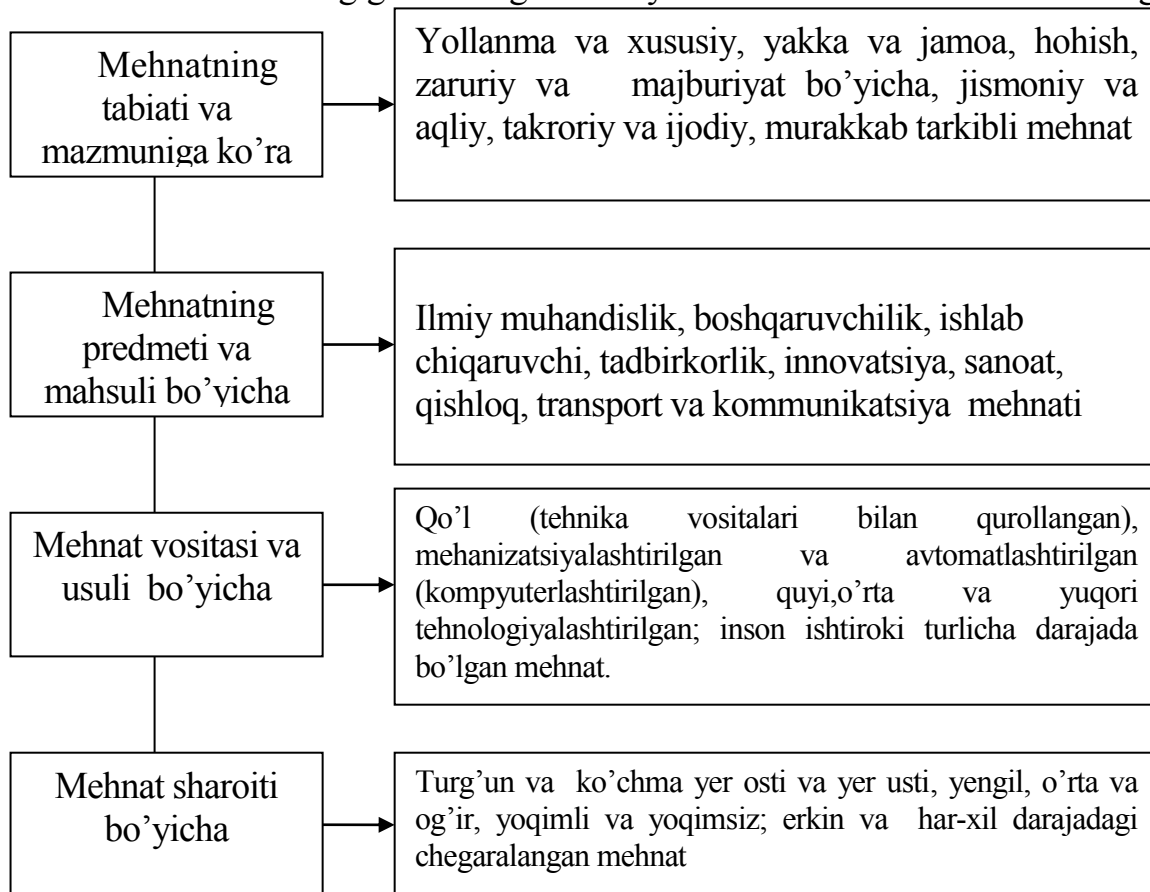 Mehnatning
tabiati va
mazmuniga ko’ra
Yollanma va xususiy, yakka va jamoa, hohish,
zaruriy va majburiyat bo’yicha, jismoniy va
aqliy, takroriy va ijodiy, murakkab tarkibli mehnat
Mehnatning
predmeti va
mahsuli bo’yicha
Ilmiy muhandislik, boshqaruvchilik, ishlab
chiqaruvchi, tadbirkorlik, innovatsiya, sanoat,
qishloq, transport va kommunikatsiya mehnati
Mehnat vositasi va
usuli bo’yicha
Qo’l (tehnika vositalari bilan qurollangan),
mehanizatsiyalashtirilgan va avtomatlashtirilgan
(kompyuterlashtirilgan), quyi,o’rta va yuqori
tehnologiyalashtirilgan; inson ishtiroki turlicha darajada
bo’lgan mehnat.
Mehnat sharoiti
bo’yicha
Turg’un va ko’chma yer osti va yer usti, yengil, o’rta va
og’ir, yoqimli va yoqimsiz; erkin va har-xil darajadagi
chegaralangan mehnat